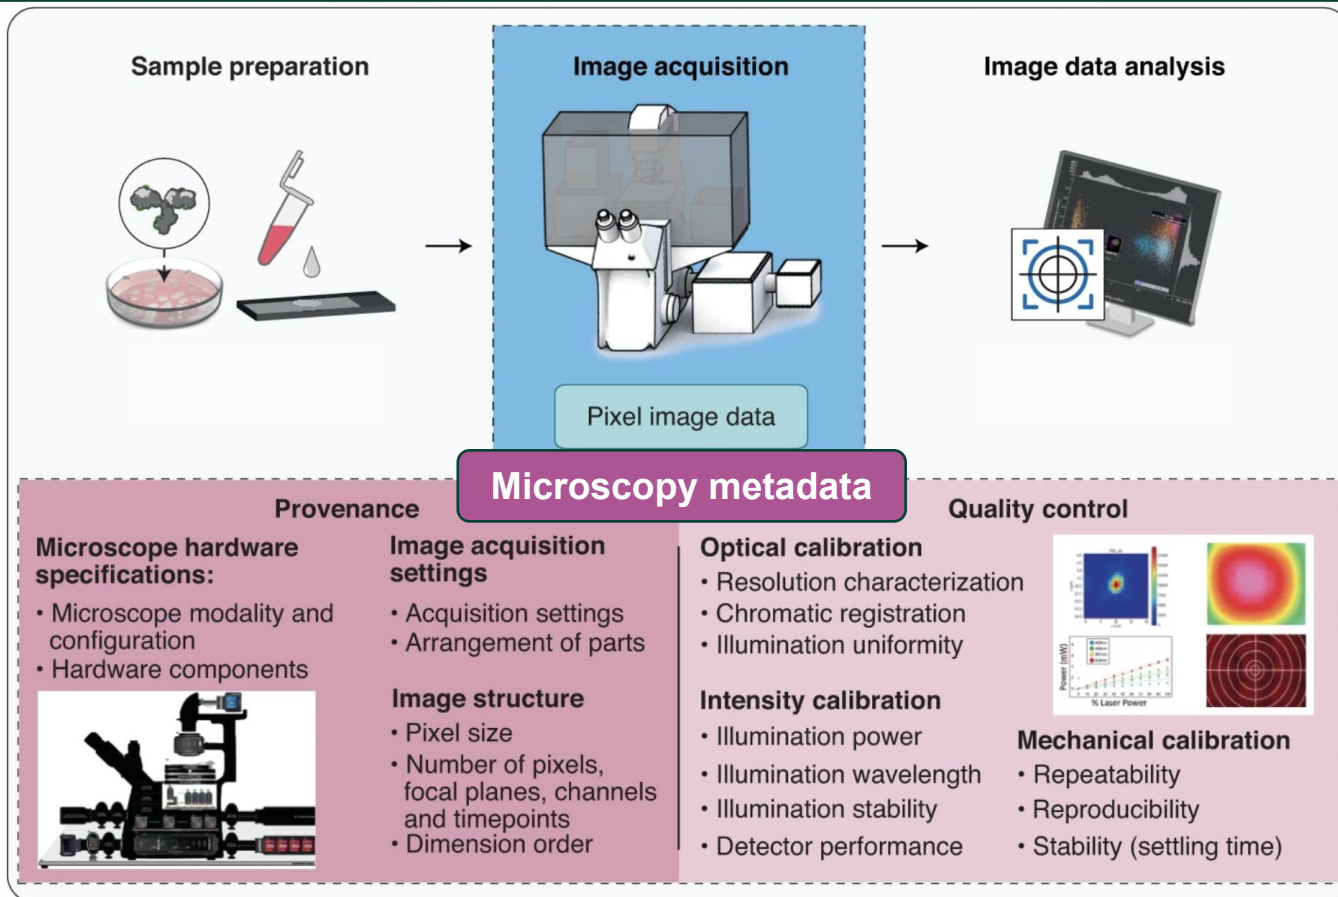 Sample preparation
Image acquisition
Image data analysis
Pixel image data
Microscopy metadata
Provenance
Microscope hardware
specifications:
• Microscope modality and
configuration
• Hardware components
Image acquisition
settings
• Acquisition settings
• Arrangement of parts
Image structure
• Pixel size
• Number of pixels,
focal planes, channels
and timepoints
• Dimension order
Quality control
Optical calibration
• Resolution characterization
• Chromatic registration
• Illumination uniformity
Intensity calibration
• Illumination power
• Illumination wavelength
• Illumination stability
• Detector performance
Power (mW)
% Laser Power
Mechanical calibration
• Repeatability
• Reproducibility
• Stability (settling time)